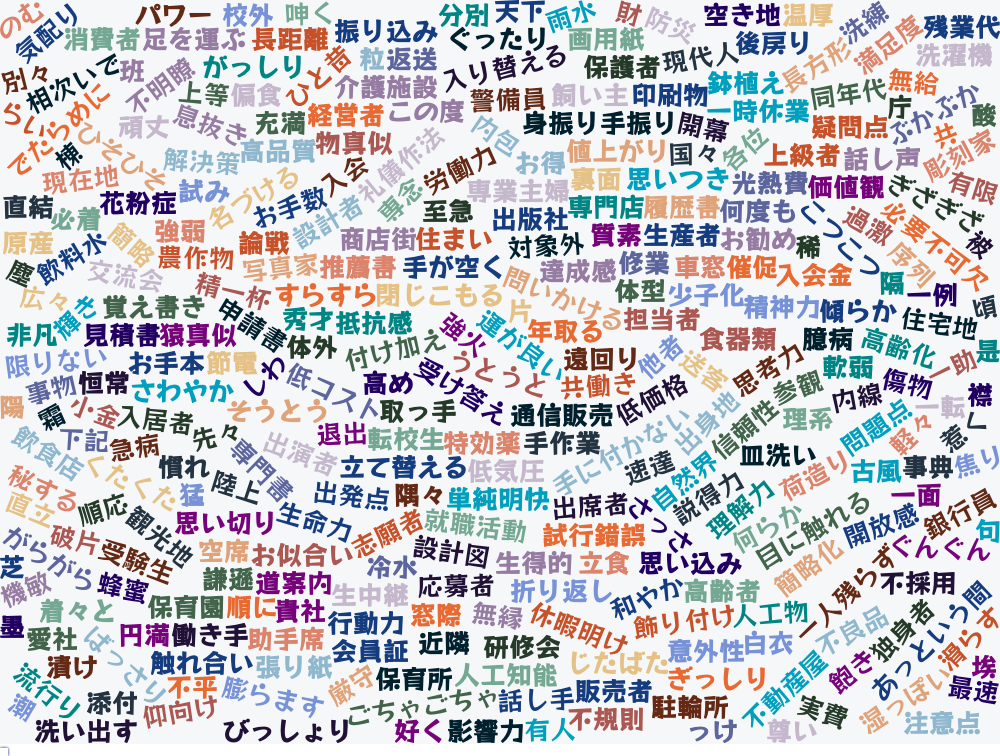 のむ
気配り
パワー
校外
呻く
振り込み
分別
天下
雨水
財
防災
空き地
温厚
洗練
残業代
消費者
足を運ぶ
長距離
ぐったり
画用紙
現代人
後戻り
長方形
満足度
洗濯機
別々
相次いで
班
不明瞭
がっしり
ひと苦
粒
返送
入り替える
保護者
鉢植え
無給
づらい
でたらめに
上等
偏食
介護施設
警備員
飼い主
印刷物
一時休業
同年代
庁
ぶかぶか
酸
頑丈
息抜き
充満
経営者
この度
内包
身振り手振り
開幕
疑問点
共
彫刻家
棟
ひそひそ
解決策
高品質
物真似
礼儀作法
お得
値上がり
国々
各位
上級者
話し声
現在地
試み
名づける
入会
専念
労働力
専業主婦
裏面
思いつき
光熱費
価値観
ぎざぎざ
有限
直結
必着
花粉症
お手数
設計者
至急
出版社
専門店
履歴書
何度も
こつこつ
過激
必要不可欠
被
原産
飲料水
簡略
強弱
農作物
論戦
商店街
住まい
対象外
質素
生産者
お勧め
稀
序列
塵
交流会
写真家
推薦書
手が空く
達成感
修業
車窓
催促
入会金
隔
一例
頃
広々
輝き
覚え書き
精一杯
すらすら
閉じこもる
問いかける
片
体型
少子化
精神力
傾らか
住宅地
非凡
見積書
猿真似
申請書
秀才
抵抗感
強火
運が良い
年取る
担当者
食器類
臆病
高齢化
是
限りない
お手本
節電
体外
付け加え
うとうと
遠回り
他者
送客
思考力
軟弱
一助
事物
恒常
さわやか
しわ
低コスト
高め
受け答え
共働き
低価格
出身地
信頼性
参観
内線
傷物
襟
陽
霜
小金
入居者
そうとう
取っ手
通信販売
理系
問題点
一転
軽々
惹く
飲食店
下記
急病
先々
専門書
出演者
退出
転校生
特効薬
手作業
手に付かない
速達
自然界
皿洗い
古風
事典
焦り
秘する
くたくた
慣れ
猛
陸上
立て替える
低気圧
説得力
理解力
荷造り
直立
順応
観光地
思い切り
生命力
出発点
隅々
単純明快
出席者
さっさ
何らか
目に触れる
開放感
一面
銀行員
句
がらがら
破片
受験生
空席
お似合い
志願者
就職活動
試行錯誤
ぐんぐん
芝
機敏
蜂蜜
謙遜
道案内
冷水
設計図
生得的
立食
思い込み
簡略化
一人残らず
不採用
着々と
保育園
順に
貴社
生中継
応募者
折り返し
和やか
高齢者
墨
愛社
ばっさり
円満
働き手
助手席
行動力
窓際
無縁
休暇明け
飾り付け
人工物
不良品
独身者
あっという間
漬け
触れ合い
張り紙
会員証
近隣
研修会
意外性
白衣
滑らす
埃
流行り
添付
不平
膨らます
厳守
保育所
人工知能
じたばた
ぎっしり
不動産屋
飽き
湿っぽい
最速
潮
仰向け
ごちゃごちゃ
話し手
販売者
不規則
駐輪所
実費
注意点
洗い出す
びっしょり
好く
影響力
有人
っけ
尊い